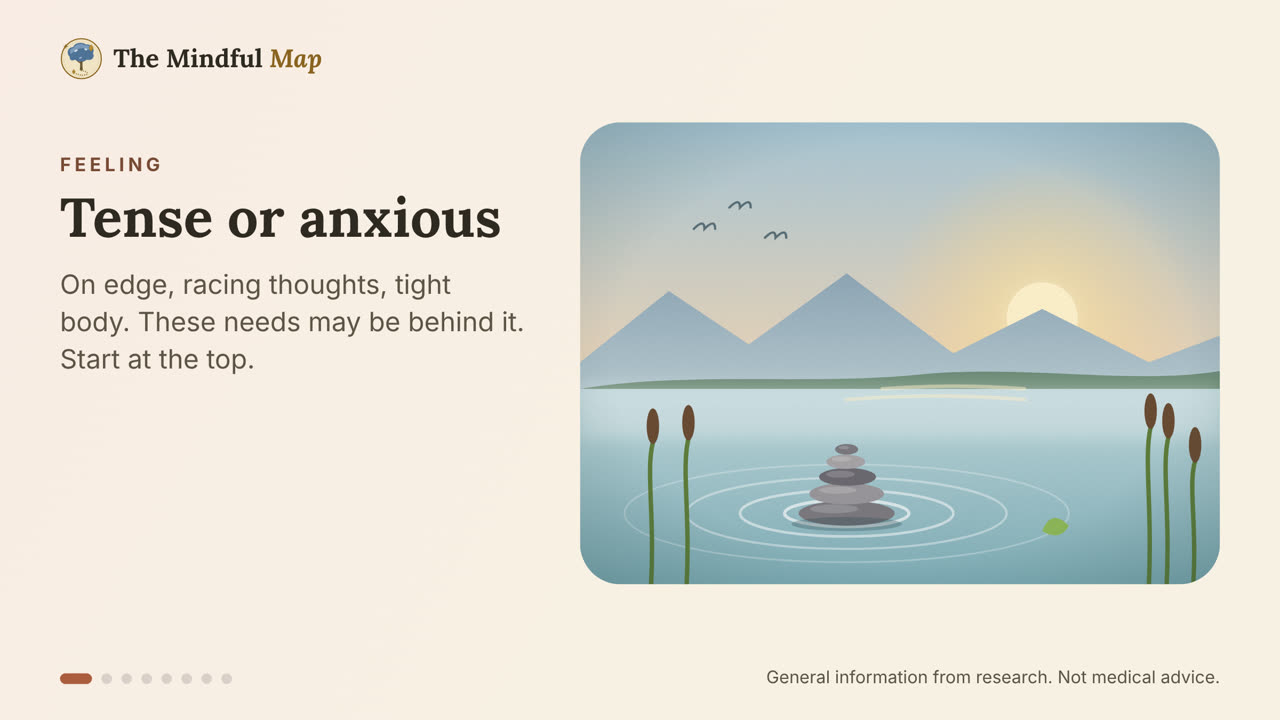 The Mindful Map
FEELING
Tense or anxious
On edge, racing thoughts, tight
body. These needs may be behind it.
Start at the top.
General information from research. Not medical advice.